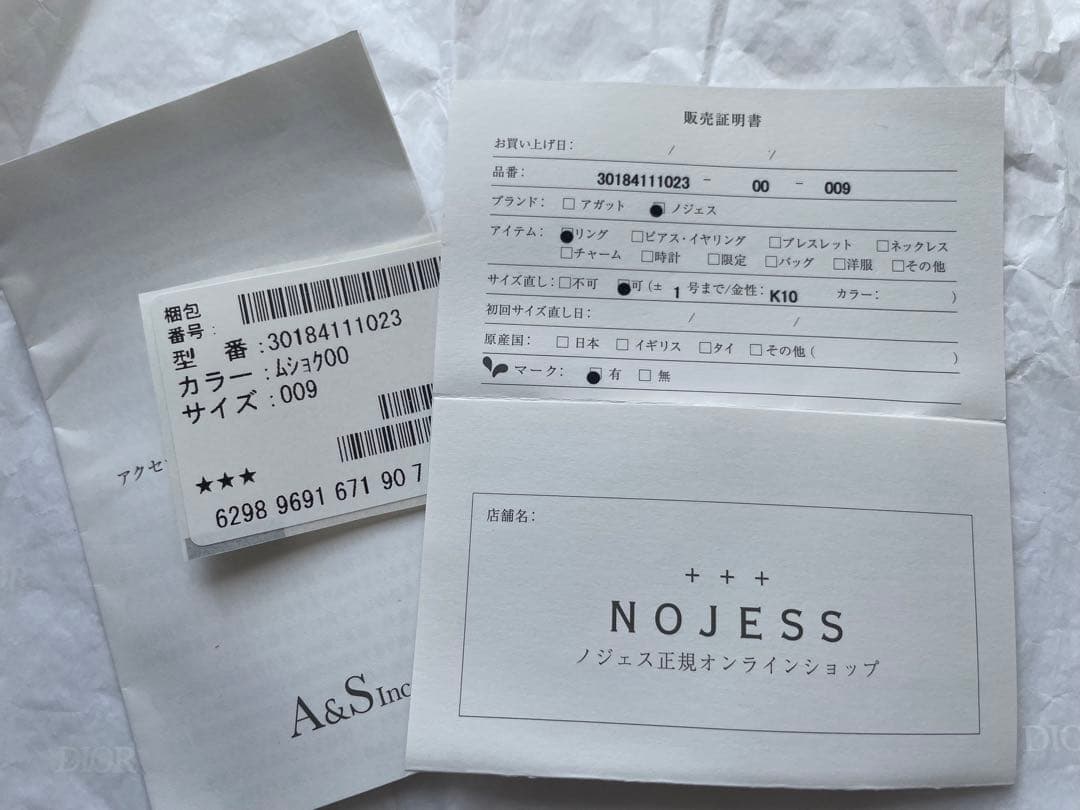 販売証明書
お買い上げ日: / /
品番: 30184111023 - 00 - 009
ブランド: □ アガット ● ノジェス
アイテム: ●リング □ピアス・イヤリング □ブレスレット □ネックレス
□チャーム □時計 □限定 □バッグ □洋服 □その他
サイズ直し: □不可 ●可 (± 1 号まで/金性: K10 カラー: )
初回サイズ直し日: / /
原産国: □ 日本 □ イギリス □タイ □その他 ( )
マーク: ● 有 □ 無
店舗名:
+ + +
NOJESS
ノジェス正規オンラインショップ
梱包
番号:
型 番:30184111023
カラー:ムショク00
サイズ:009
★★★
6298 9691 671 90 7
アクセ
A&S Inc
DIOR